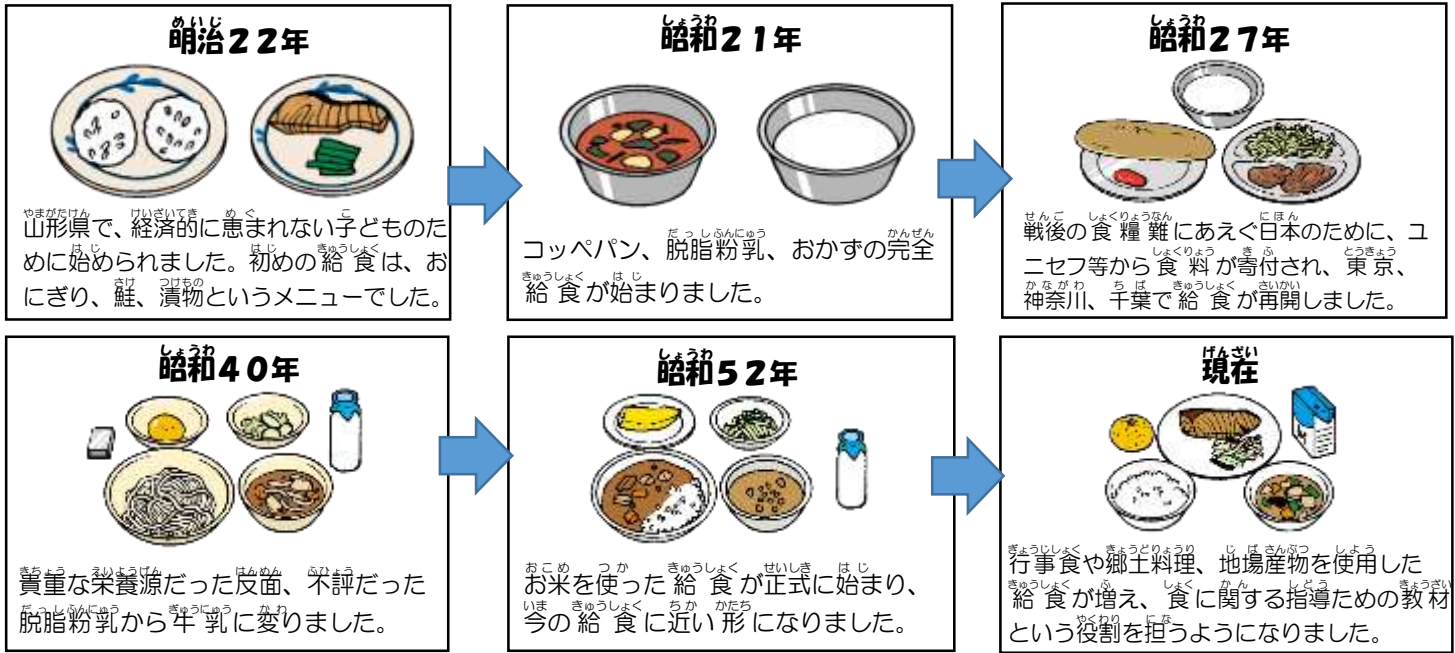 明治22年
山形県で、経済的に恵まれない子どものた
めに始められました。初めの給食は、お
にぎり、鮭、漬物というメニューでした。
昭和21年
コッペパン、脱脂粉乳、おかずの完全
給食が始まりました。
昭和27年
戦後の食糧難にあえぐ日本のために、ユ
ニセフ等から食料が寄付され、東京、
神奈川、千葉で給食が再開しました。
昭和40年
貴重な栄養源だった反面、不評だった
脱脂粉乳から牛乳に変りました。
昭和52年
お米を使った給食が正式に始まり、
今の給食に近い形になりました。
現在
行事食や郷土料理、地場産物を使用した
給食が増え、食に関する指導ための教材
という役割を担うようになりました。